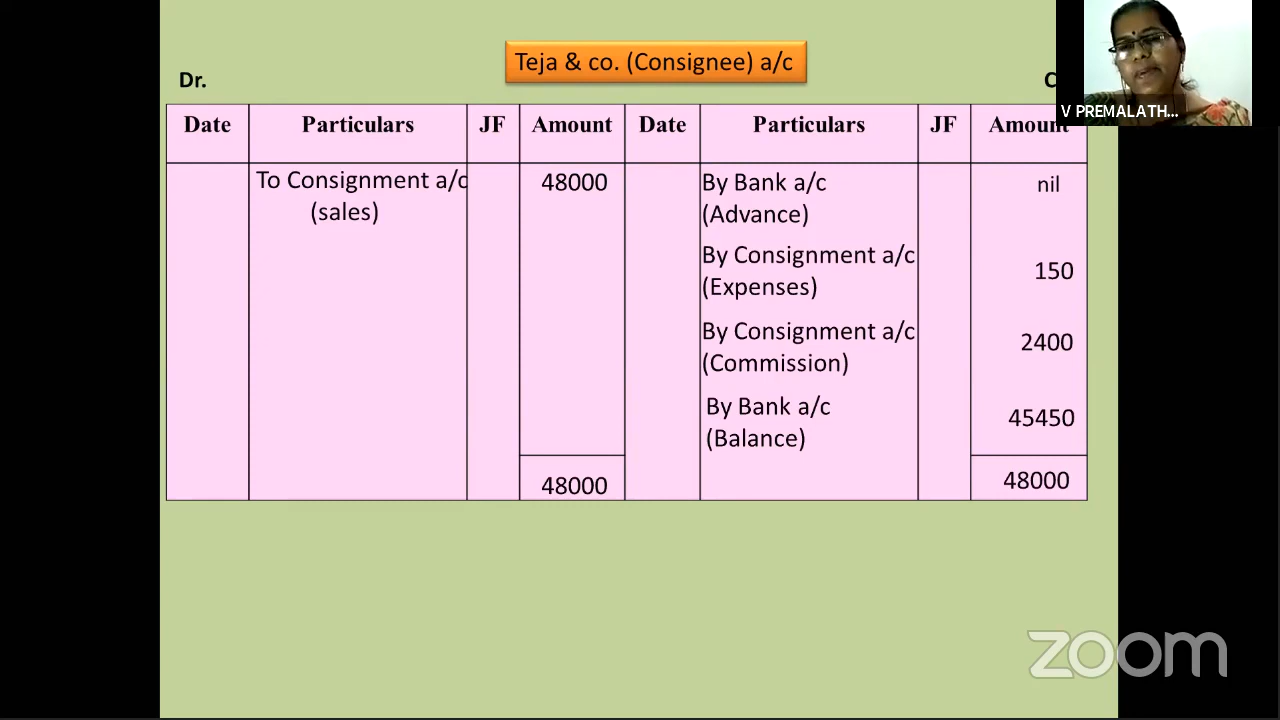 Teja & co. (Consignee) a/c
Dr.
C
V PREMALATH...
Date Particulars JF Amount Date Particulars JF Amount
To Consignment a/c 48000 By Bank a/c nil
(sales) (Advance)
By Consignment a/c 150
(Expenses)
By Consignment a/c 2400
(Commission)
By Bank a/c 45450
(Balance)
48000 48000
zoom